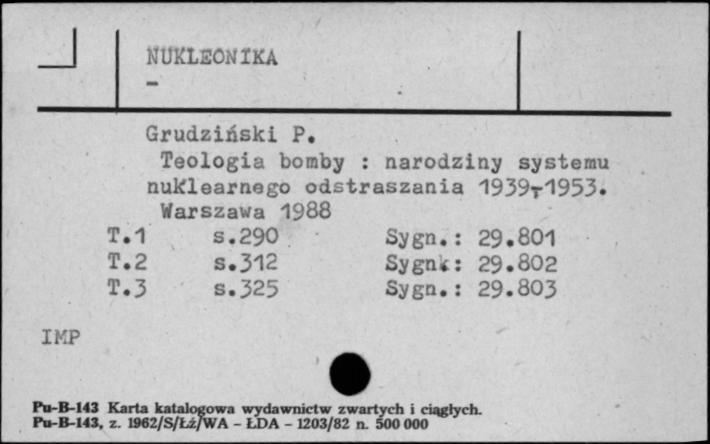 NUKLEONIKA
-
Grudziński P.
Teologia bomby : narodziny systemu
nuklearnego odstraszania 1939-1953.
Warszawa 1988
T.1 s.290 Sygn.: 29.801
T.2 s.312 Sygn.: 29.802
T.3 s.325 Sygn.: 29.803
IMP
Pu-B-143 Karta katalogowa wydawnictw zwartych i ciągłych.
Pu-B-143, z. 1962/S/Łż/WA - ŁDA - 1203/82 n. 500 000